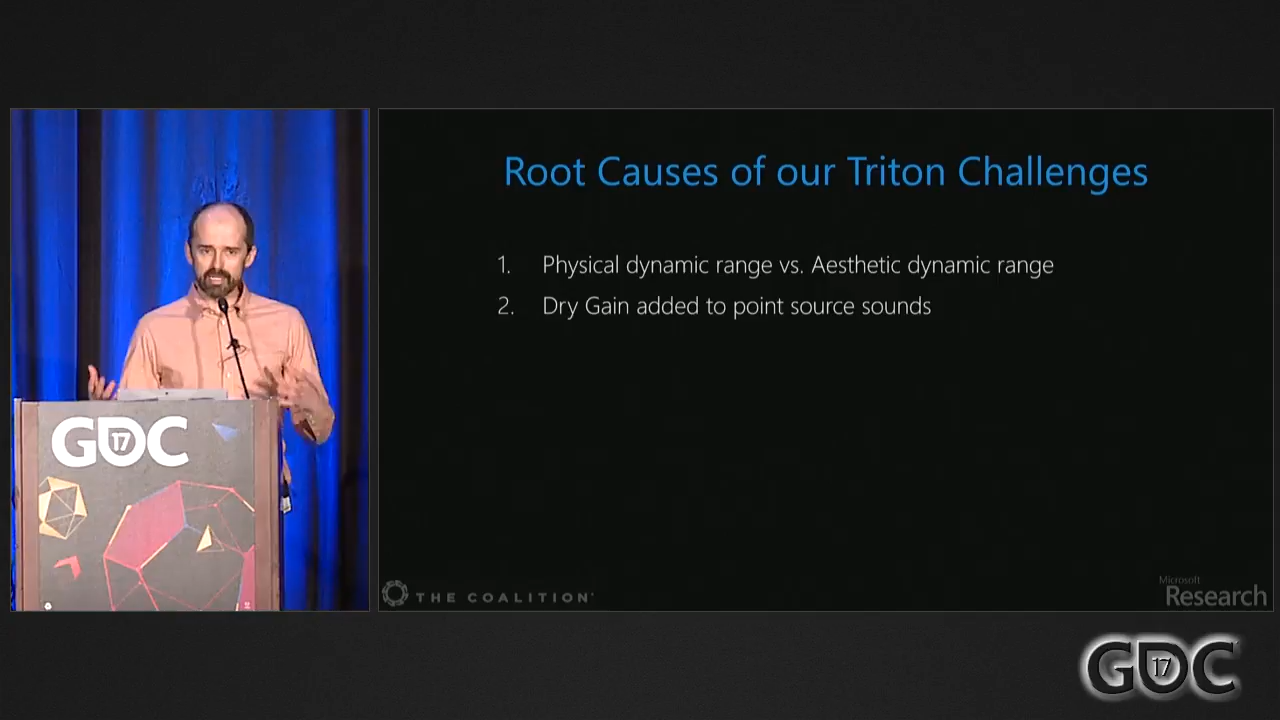 Root Causes of our Triton Challenges
1. Physical dynamic range vs. Aesthetic dynamic range
2. Dry Gain added to point source sounds
GDC
17
THE COALITION
Microsoft
Research
GDC
17